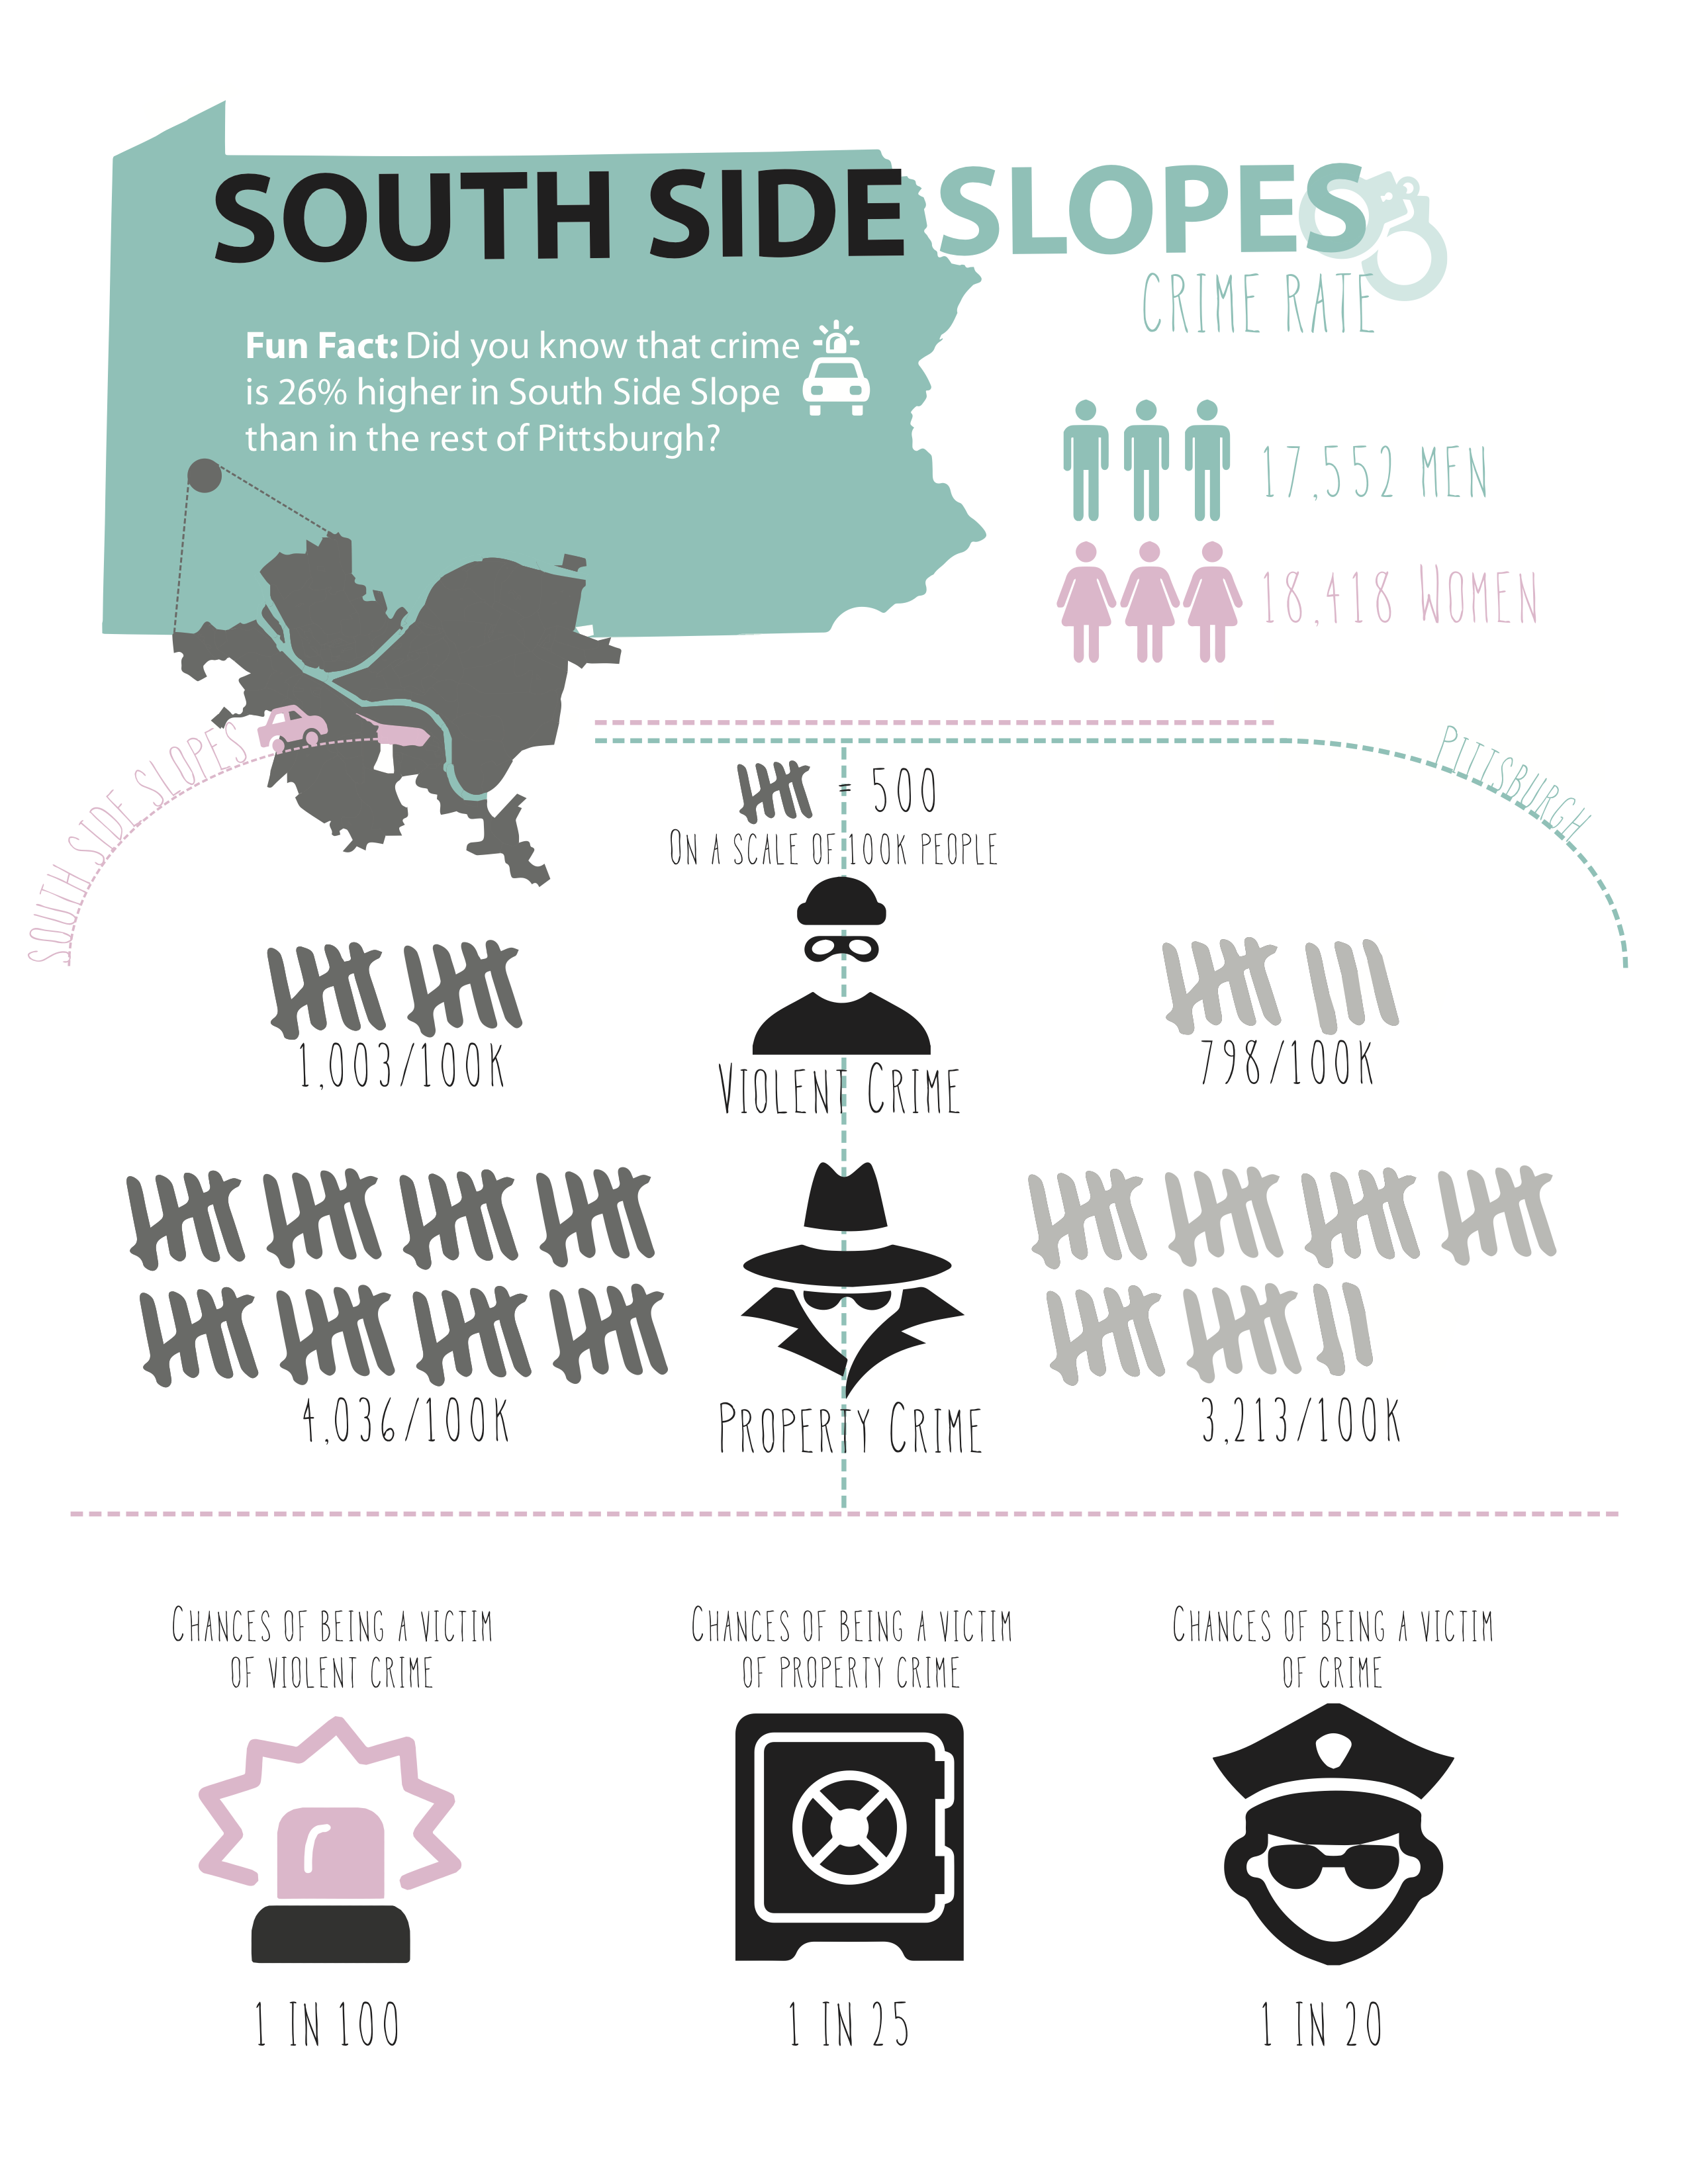 SOUTH SIDE SLOPES
CRIME RATE
Fun Fact: Did you know that crime
is 26% higher in South Side Slope
than in the rest of Pittsburgh?
17,552 MEN
18,418 WOMEN
SOUTH SIDE SLOPES
PITTSBURGH
= 500
ON A SCALE OF 100K PEOPLE
1,003/100K
798/100K
VIOLENT CRIME
4,036/100K
3,213/100K
PROPERTY CRIME
CHANCES OF BEING A VICTIM
OF VIOLENT CRIME
1 IN 100
CHANCES OF BEING A VICTIM
OF PROPERTY CRIME
1 IN 25
CHANCES OF BEING A VICTIM
OF CRIME
1 IN 20